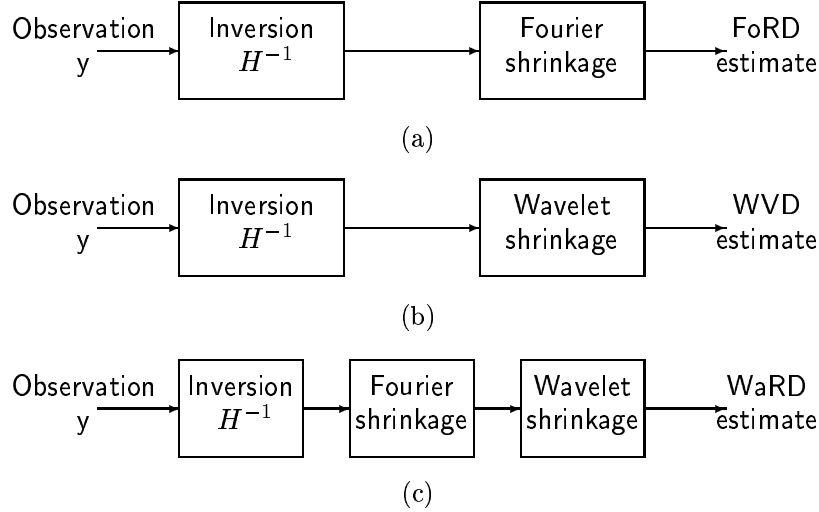 Observation Inversion Fourier FoRD
y H⁻¹ shrinkage estimate
(a)
Observation Inversion Wavelet WVD
y H⁻¹ shrinkage estimate
(b)
Observation Inversion Fourier Wavelet WaRD
y H⁻¹ shrinkage shrinkage estimate
(c)